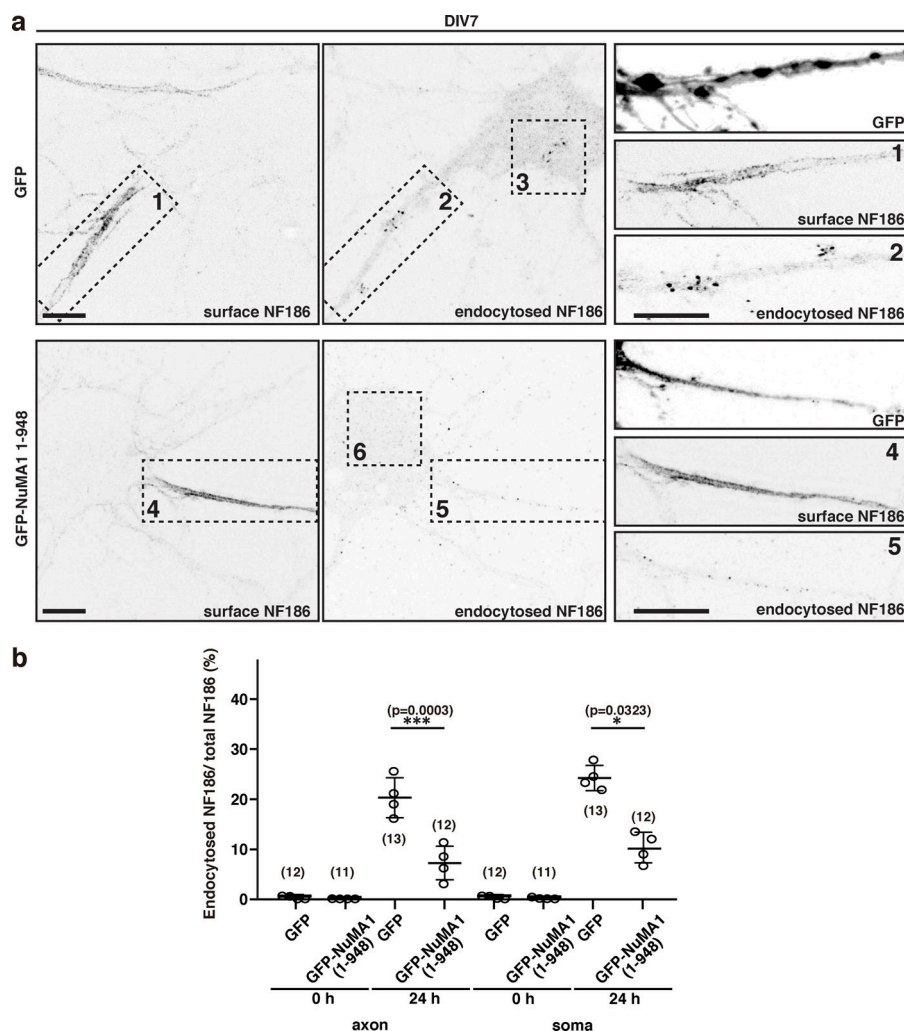 a
DIV7
GFP
1
surface NF186
2
3
endocytosed NF186
GFP
1
surface NF186
2
endocytosed NF186
GFP-NuMA1 1-948
4
surface NF186
6
5
endocytosed NF186
GFP
4
surface NF186
5
endocytosed NF186
b
Endocytosed NF186/ total NF186 (%)
40
30
20
10
0
(12)
(11)
(13)
(12)
(p=0.0003)
***
(12)
(11)
(13)
(12)
(p=0.0323)
*
GFP
GFP-NuMA1
(1-948)
GFP
GFP-NuMA1
(1-948)
GFP
GFP-NuMA1
(1-948)
GFP
GFP-NuMA1
(1-948)
0 h
24 h
0 h
24 h
axon
soma